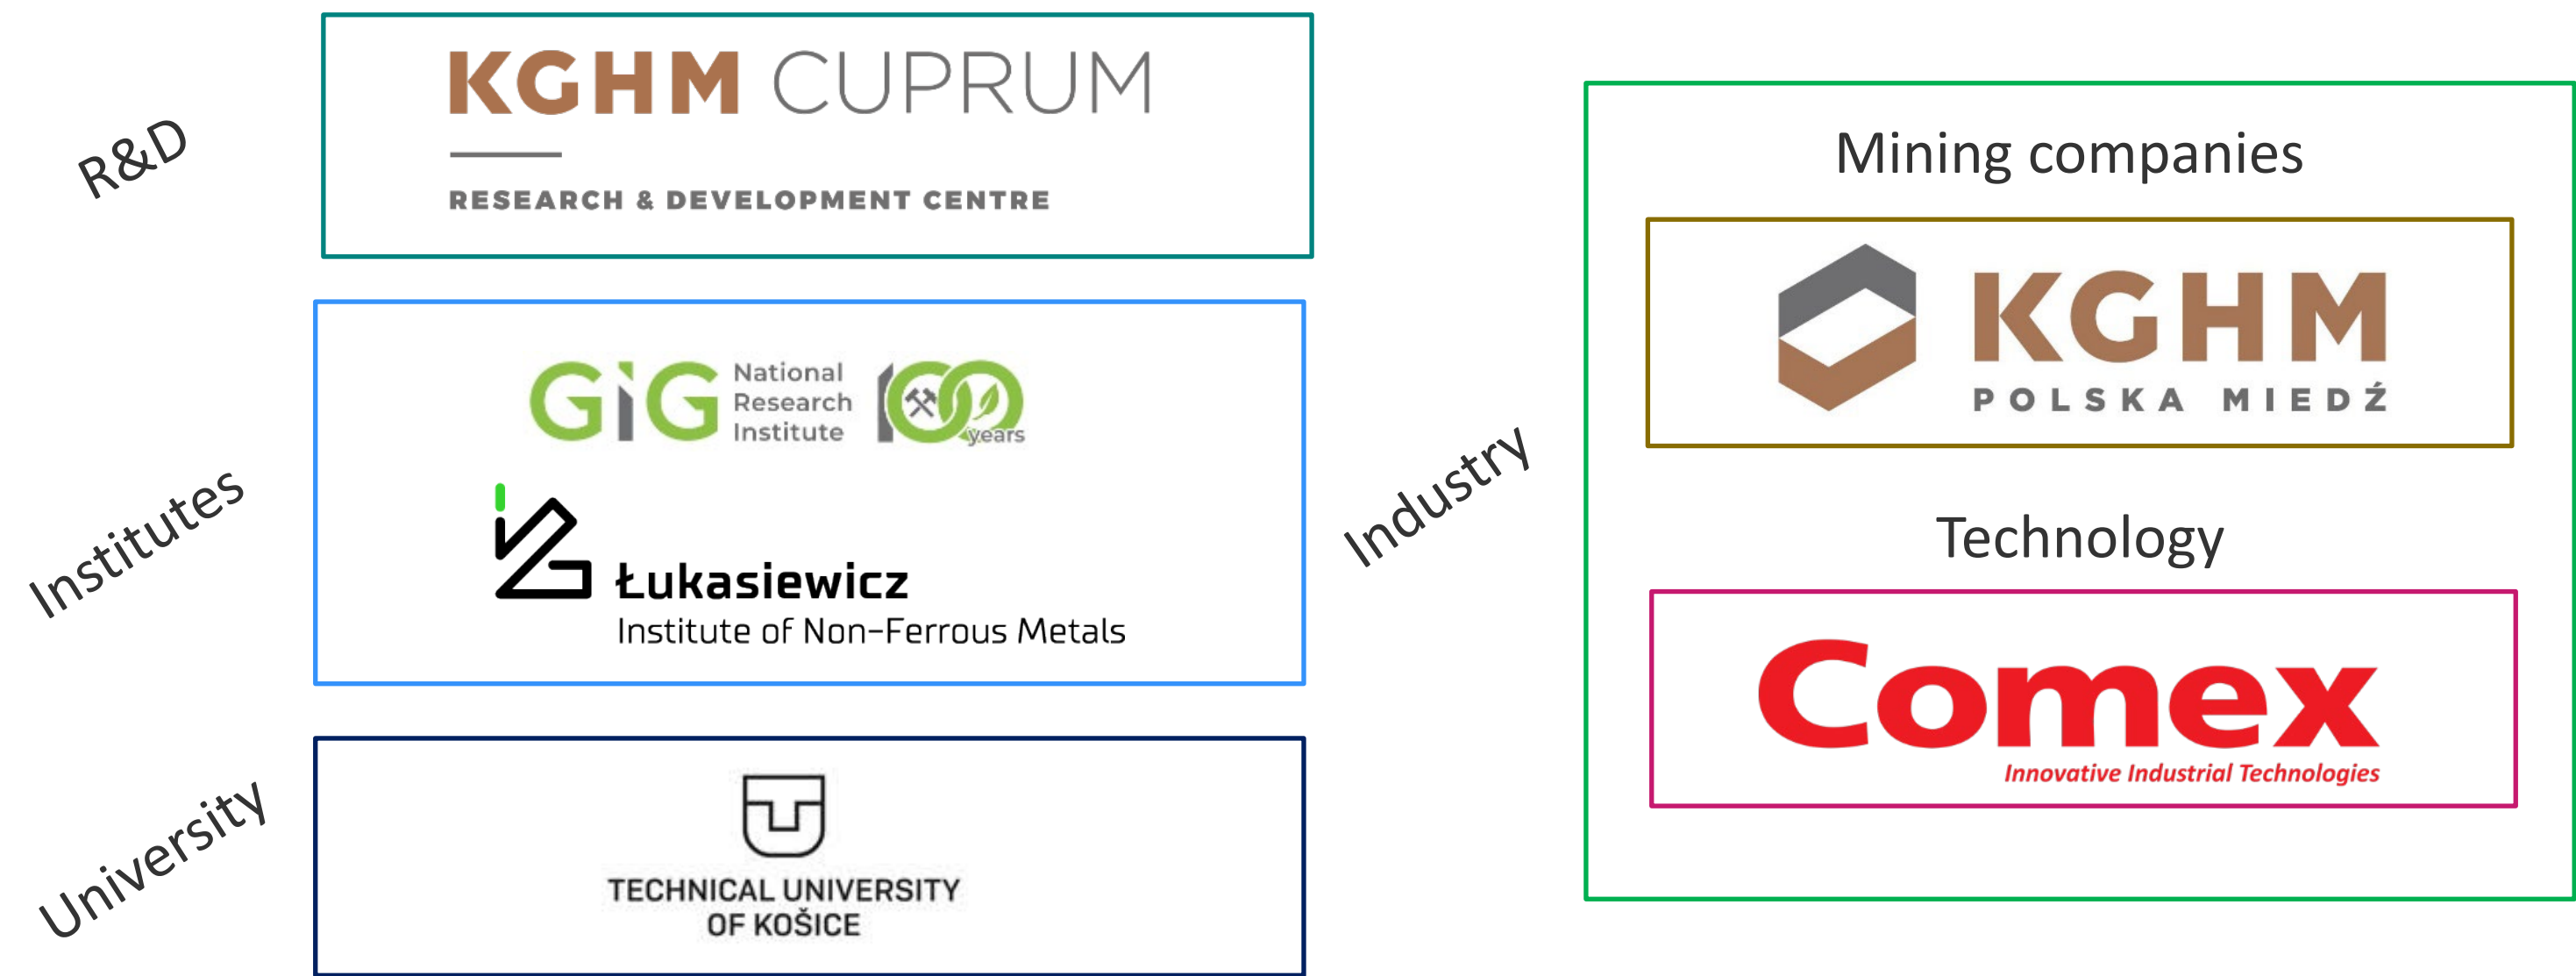 R&D
KGHM CUPRUM
RESEARCH & DEVELOPMENT CENTRE
Institutes
GiG National
Research
Institute
100 years
Łukasiewicz
Institute of Non-Ferrous Metals
University
TECHNICAL UNIVERSITY
OF KOŠICE
Industry
Mining companies
KGHM
POLSKA MIEDŹ
Technology
Comex
Innovative Industrial Technologies